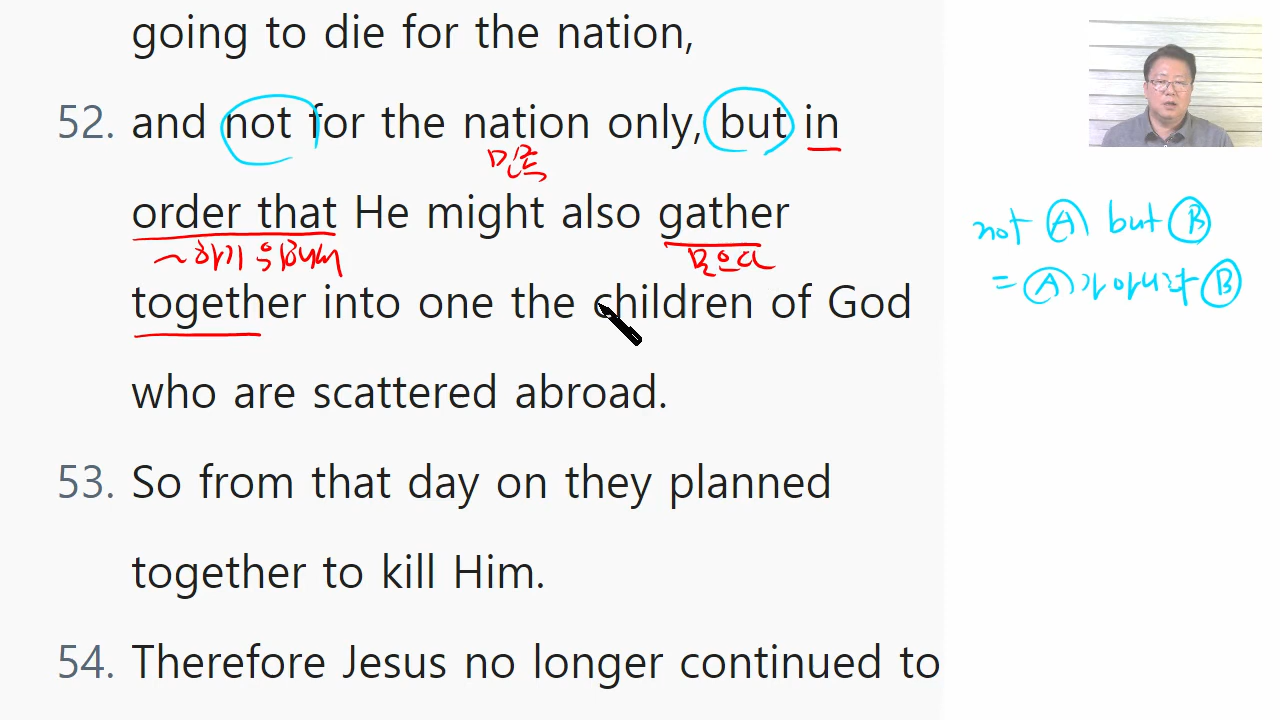 going to die for the nation,
52. and not for the nation only, but in
민족
order that He might also gather
~하기 위해서
모으다
together into one the children of God
who are scattered abroad.
53. So from that day on they planned
together to kill Him.
54. Therefore Jesus no longer continued to
not A but B
= A가 아니라 B